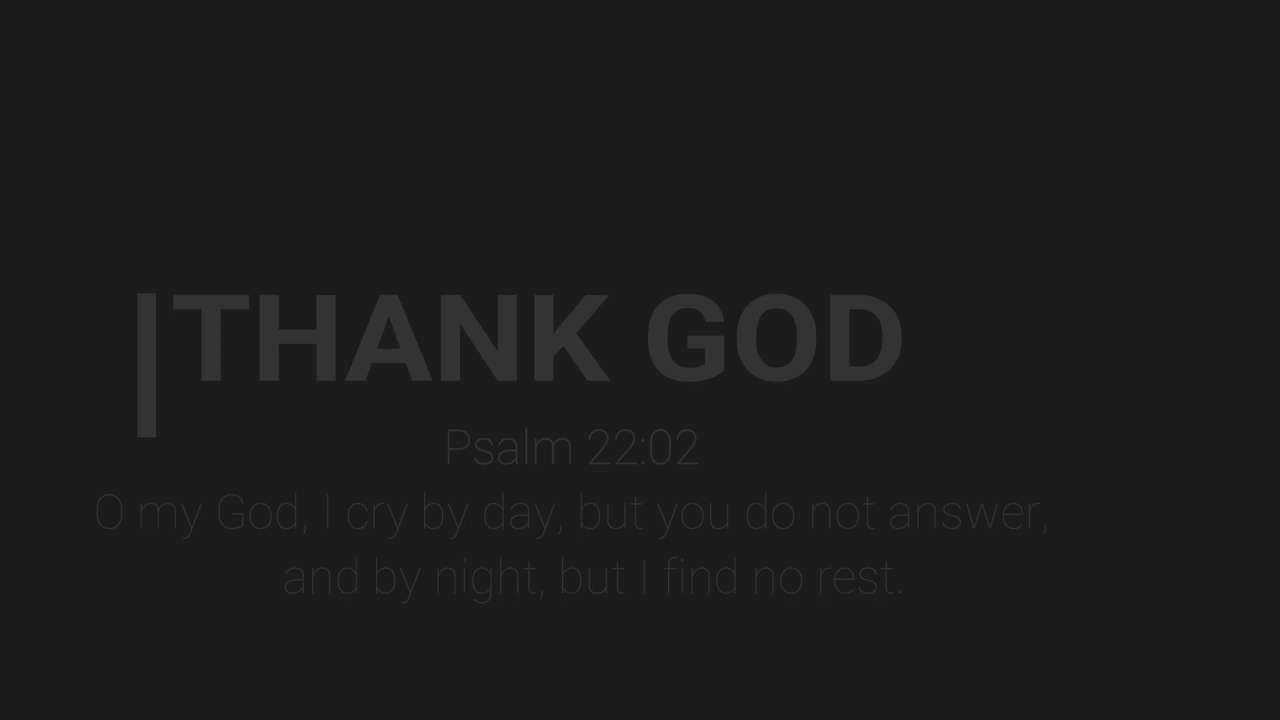 THANK GOD
Psalm 22:02
O my God, I cry by day, but you do not answer,
and by night, but I find no rest.